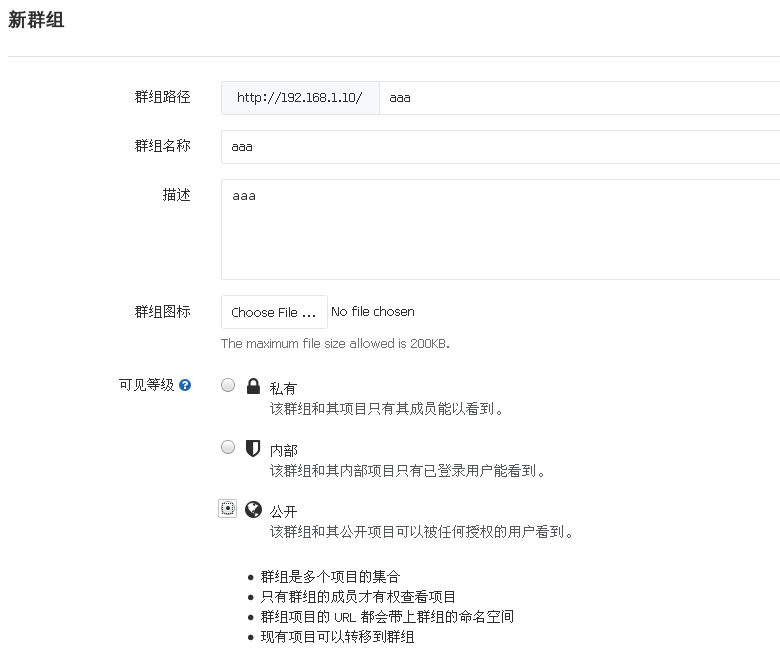 新群组
群组路径 http://192.168.1.10/ aaa
群组名称 aaa
描述 aaa
群组图标 Choose File ... No file chosen
The maximum file size allowed is 200KB.
可见等级 ? 私有
该群组和其项目只有其成员能以看到。
内部
该群组和其内部项目只有已登录用户能看到。
公开
该群组和其公开项目可以被任何授权的用户看到。
• 群组是多个项目的集合
• 只有群组的成员才有权查看项目
• 群组项目的 URL 都会带上群组的命名空间
• 现有项目可以转移到群组